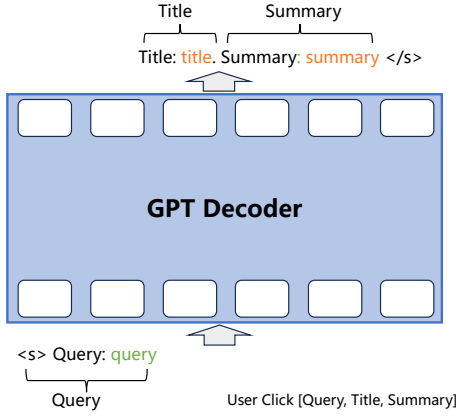 Title Summary
Title: title. Summary: summary </s>
GPT Decoder
<s> Query: query
Query
User Click [Query, Title, Summary]